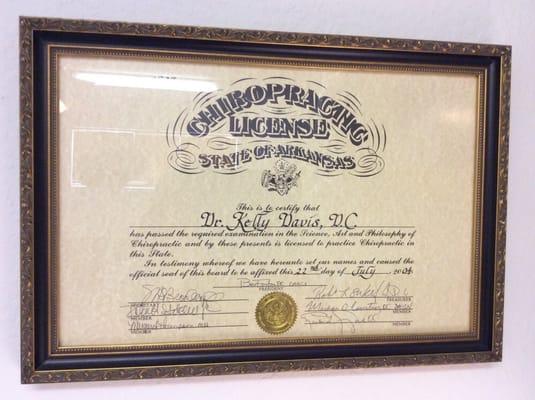 CHIROPRACTIC
LICENSE
STATE OF ARKANSAS
This is to certify that
Dr. Kelly Davis, D.C.
has passed the required examination in the Science, Art and Philosophy of
Chiropractic and by these presents is licensed to practice Chiropractic in
this State.
In testimony whereof we have hereunto set our names and caused the
official seal of this board to be affixed this 22nd day of July, 2004.
PRESIDENT
TREASURER
MEMBER
MEMBER
MEMBER
MEMBER